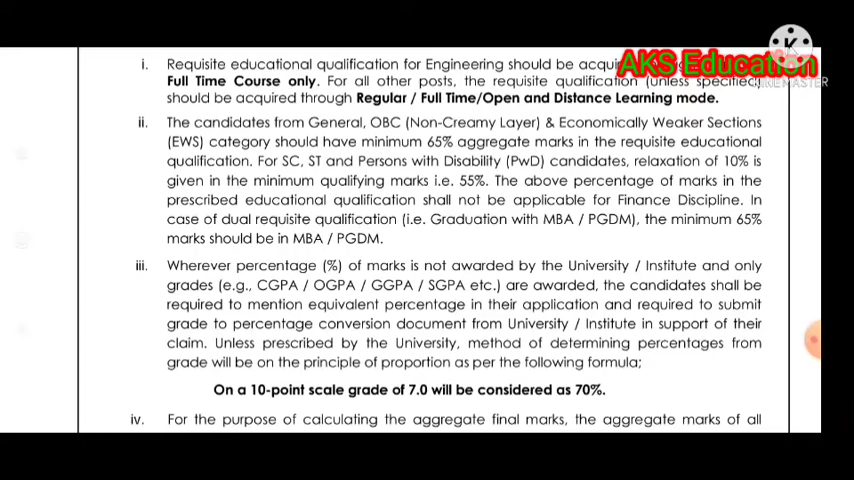 i. Requisite educational qualification for Engineering should be
AKS Education
K
Full Time Course only. For all other posts, the requisite qualification (unless specified)
MASTER
should be acquired through Regular / Full Time/Open and Distance Learning mode.
ii. The candidates from General, OBC (Non-Creamy Layer) & Economically Weaker Sections
(EWS) category should have minimum 65% aggregate marks in the requisite educational
qualification. For SC, ST and Persons with Disability (PwD) candidates, relaxation of 10% is
given in the minimum qualifying marks i.e. 55%. The above percentage of marks in the
prescribed educational qualification shall not be applicable for Finance Discipline. In
case of dual requisite qualification (i.e. Graduation with MBA / PGDM), the minimum 65%
marks should be in MBA / PGDM.
iii. Wherever percentage (%) of marks is not awarded by the University / Institute and only
grades (e.g., CGPA / OGPA / GGPA / SGPA etc.) are awarded, the candidates shall be
required to mention equivalent percentage in their application and required to submit
grade to percentage conversion document from University / Institute in support of their
claim. Unless prescribed by the University, method of determining percentages from
grade will be on the principle of proportion as per the following formula;
On a 10-point scale grade of 7.0 will be considered as 70%.
iv. For the purpose of calculating the aggregate final marks, the aggregate marks of all